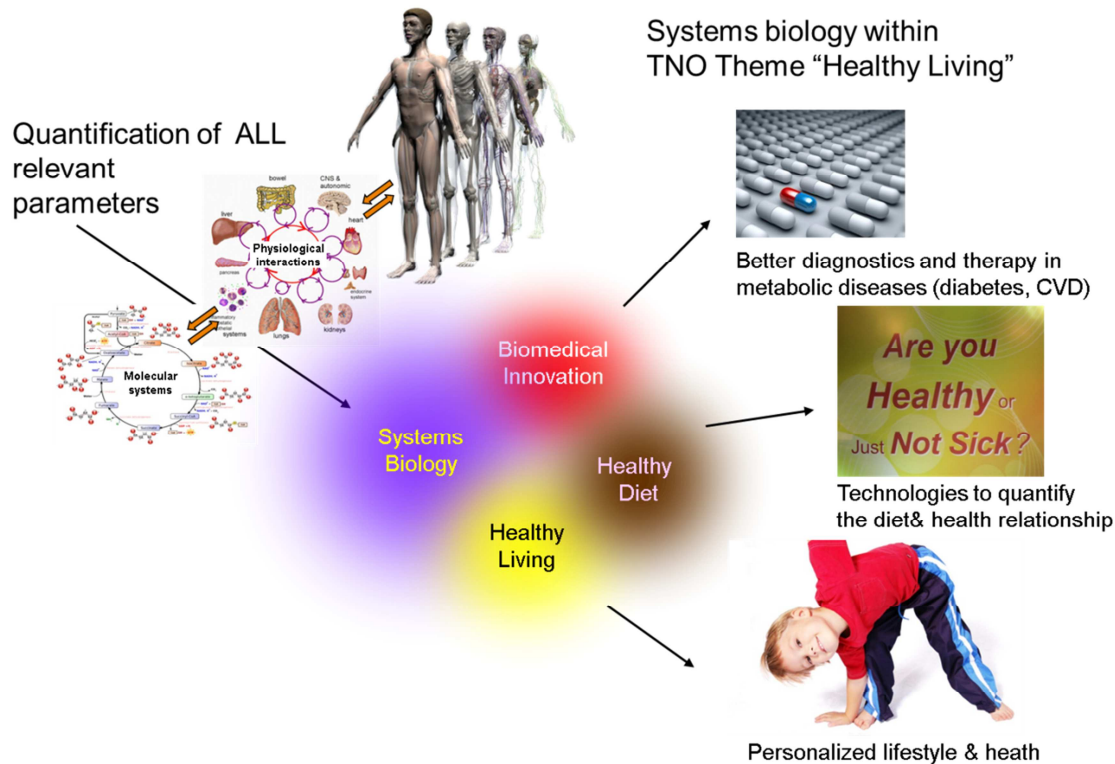 Systems biology within
TNO Theme “Healthy Living”
Quantification of ALL
relevant
parameters
bowel
CNS &
autonomic
liver
heart
Physiological
interactions
pancreas
endocrine
system
systems
lungs
kidneys
Molecular
systems
Better diagnostics and therapy in
metabolic diseases (diabetes, CVD)
Biomedical
Innovation
Are you
Healthy or
Just Not Sick?
Systems
Biology
Healthy
Diet
Technologies to quantify
the diet& health relationship
Healthy
Living
Personalized lifestyle & heath